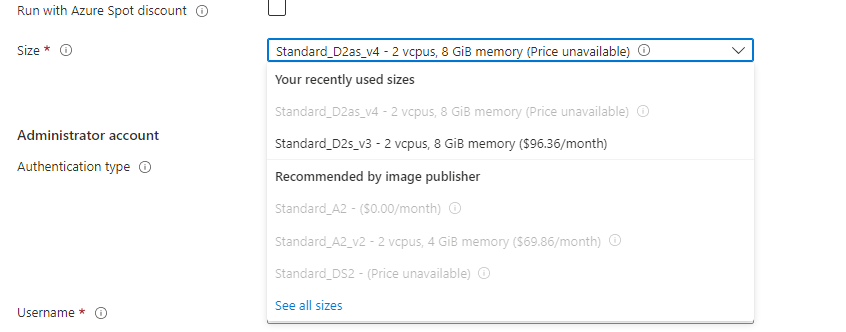 Run with Azure Spot discount
Size *
Standard_D2as_v4 - 2 vcpus, 8 GiB memory (Price unavailable)
Your recently used sizes
Standard_D2as_v4 - 2 vcpus, 8 GiB memory (Price unavailable)
Administrator account
Standard_D2s_v3 - 2 vcpus, 8 GiB memory ($96.36/month)
Authentication type
Recommended by image publisher
Standard_A2 - ($0.00/month)
Standard_A2_v2 - 2 vcpus, 4 GiB memory ($69.86/month)
Standard_DS2 - (Price unavailable)
See all sizes
Username *